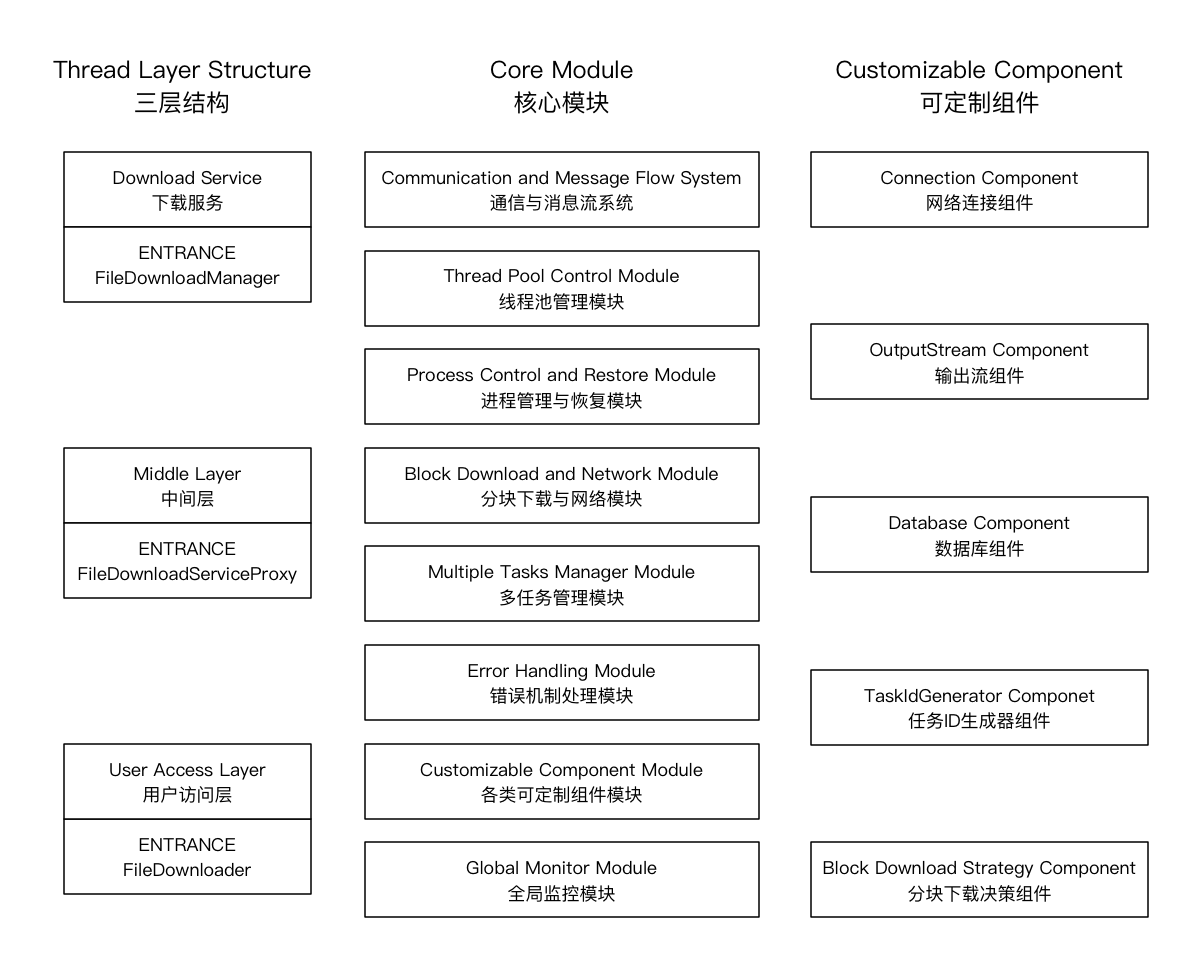 Thread Layer Structure
三层结构
Download Service
下载服务
ENTRANCE
FileDownloadManager
Middle Layer
中间层
ENTRANCE
FileDownloadServiceProxy
User Access Layer
用户访问层
ENTRANCE
FileDownloader
Core Module
核心模块
Communication and Message Flow System
通信与消息流系统
Thread Pool Control Module
线程池管理模块
Process Control and Restore Module
进程管理与恢复模块
Block Download and Network Module
分块下载与网络模块
Multiple Tasks Manager Module
多任务管理模块
Error Handling Module
错误机制处理模块
Customizable Component Module
各类可定制组件模块
Global Monitor Module
全局监控模块
Customizable Component
可定制组件
Connection Component
网络连接组件
OutputStream Component
输出流组件
Database Component
数据库组件
TaskIdGenerator Componet
任务ID生成器组件
Block Download Strategy Component
分块下载决策组件